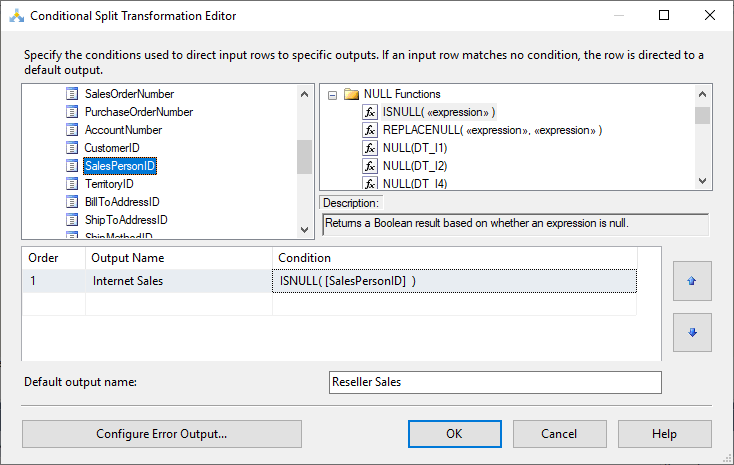 Conditional Split Transformation Editor
Specify the conditions used to direct input rows to specific outputs. If an input row matches no condition, the row is directed to a
default output.
SalesOrderNumber
PurchaseOrderNumber
AccountNumber
CustomerID
SalesPersonID
TerritoryID
BillToAddressID
ShipToAddressID
ShipMethodID
NULL Functions
ISNULL( «expression» )
REPLACENULL( «expression», «expression» )
NULL(DT_I1)
NULL(DT_I2)
NULL(DT_I4)
Description:
Returns a Boolean result based on whether an expression is null.
Order Output Name Condition
1 Internet Sales ISNULL( [SalesPersonID] )
Default output name: Reseller Sales
Configure Error Output... OK Cancel Help